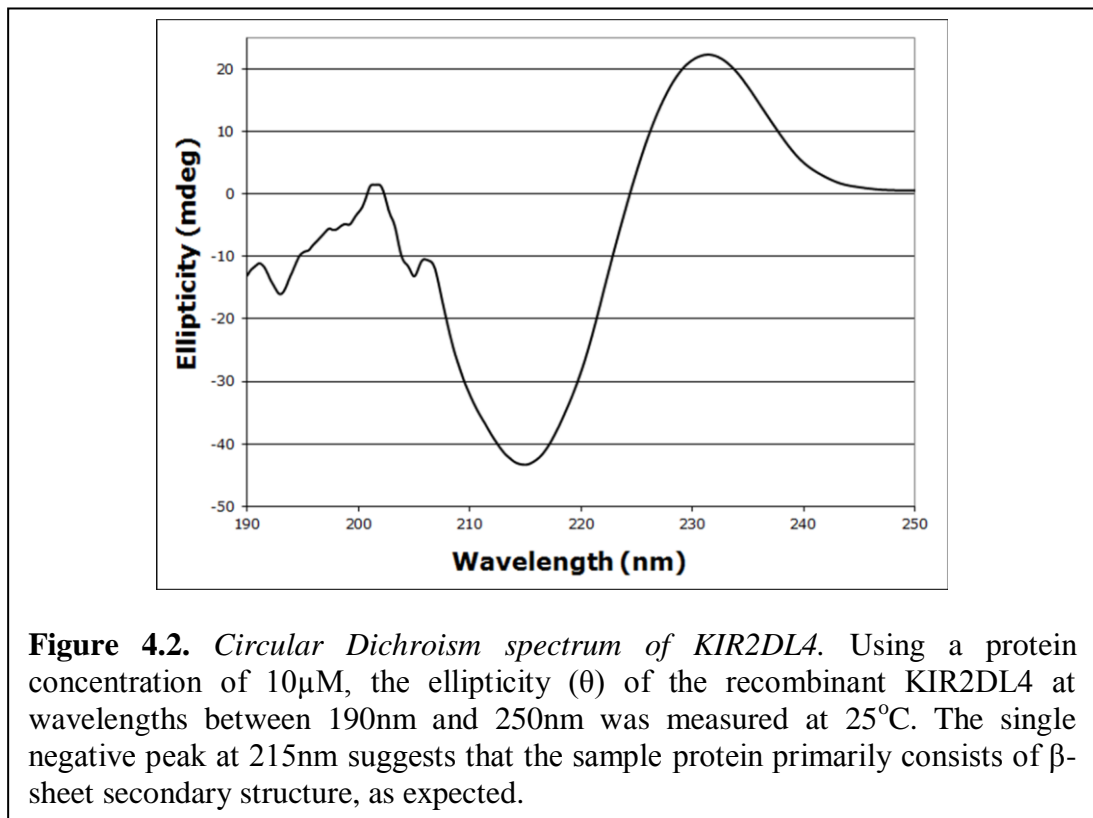 20
10
0
-10
-20
-30
-40
-50
Ellipticity (mdeg)
190 200 210 220 230 240 250
Wavelength (nm)
Figure 4.2. Circular Dichroism spectrum of KIR2DL4. Using a protein
concentration of 10µM, the ellipticity (θ) of the recombinant KIR2DL4 at
wavelengths between 190nm and 250nm was measured at 25°C. The single
negative peak at 215nm suggests that the sample protein primarily consists of β-
sheet secondary structure, as expected.